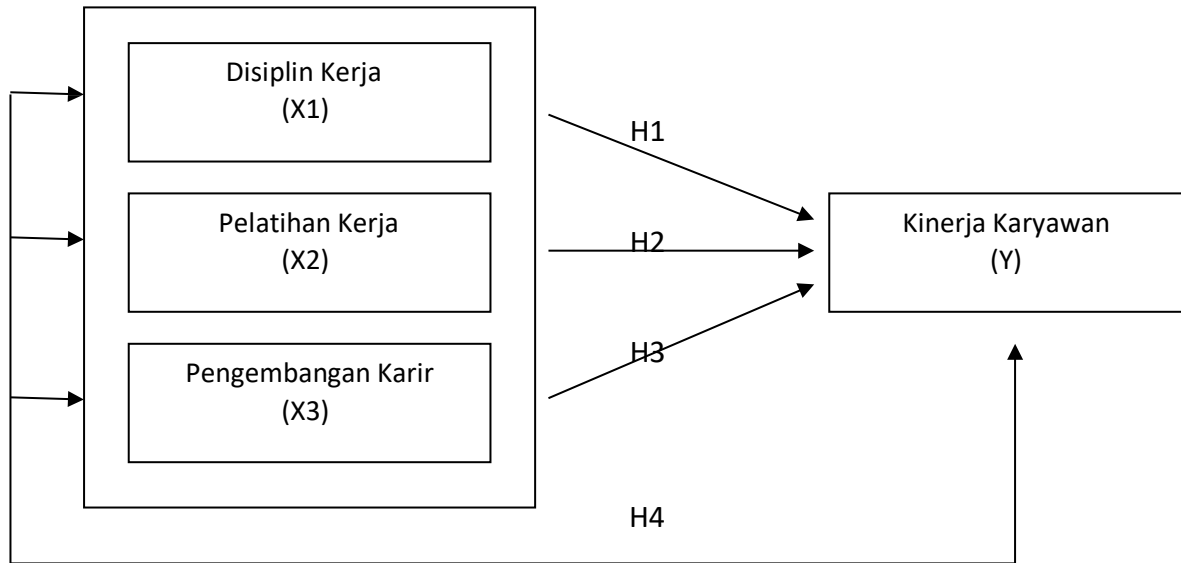 Disiplin Kerja
(X1)
H1
Pelatihan Kerja
(X2)
H2
Kinerja Karyawan
(Y)
Pengembangan Karir
(X3)
H3
H4